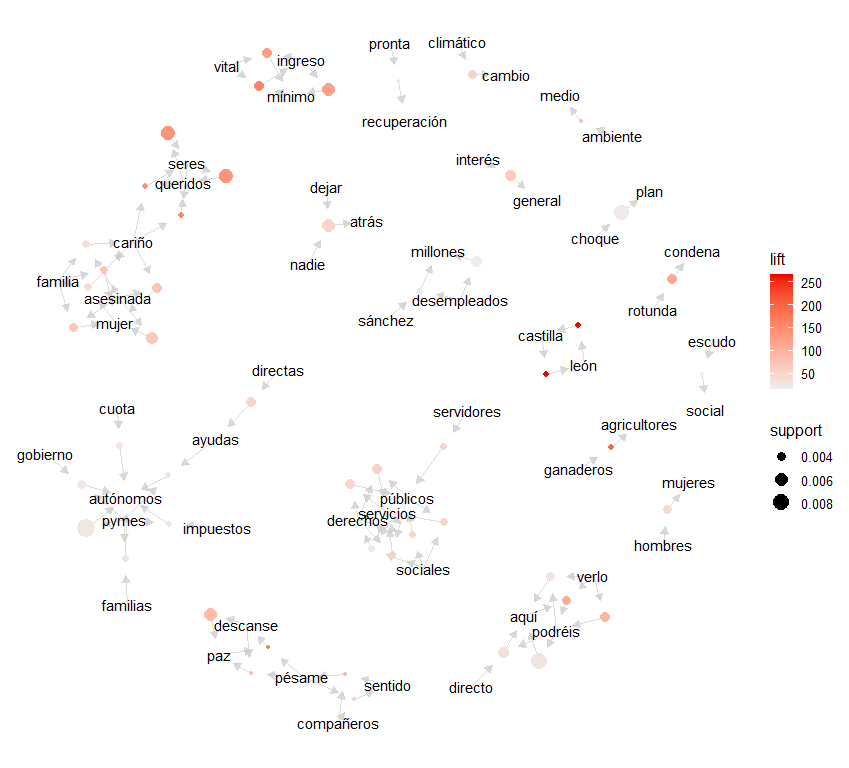 pronta
climático
vital
ingreso
cambio
mínimo
medio
recuperación
ambiente
seres
interés
queridos
dejar
plan
general
atrás
choque
cariño
millones
condena
nadie
lift
familia
250
asesinada
desempleados
200
rotunda
mujer
sánchez
150
castilla
escudo
100
león
directas
50
cuota
servidores
social
agricultores
support
ayudas
gobierno
0.004
ganaderos
autónomos
públicos
mujeres
0.006
servicios
pymes
derechos
impuestos
0.008
hombres
sociales
verlo
familias
aquí
descanse
podréis
paz
pésame
sentido
directo
compañeros